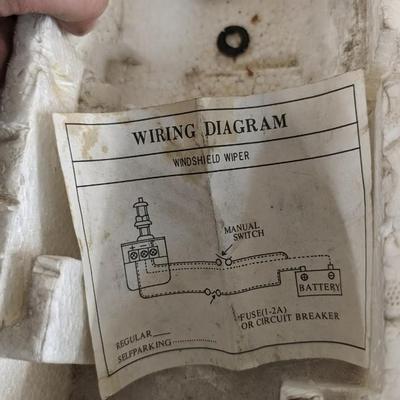 WIRING DIAGRAM
WINDSHIELD WIPER
MANUAL
SWITCH
BATTERY
FUSE(1-2A)
OR CIRCUIT BREAKER
REGULAR
SELFPARKING